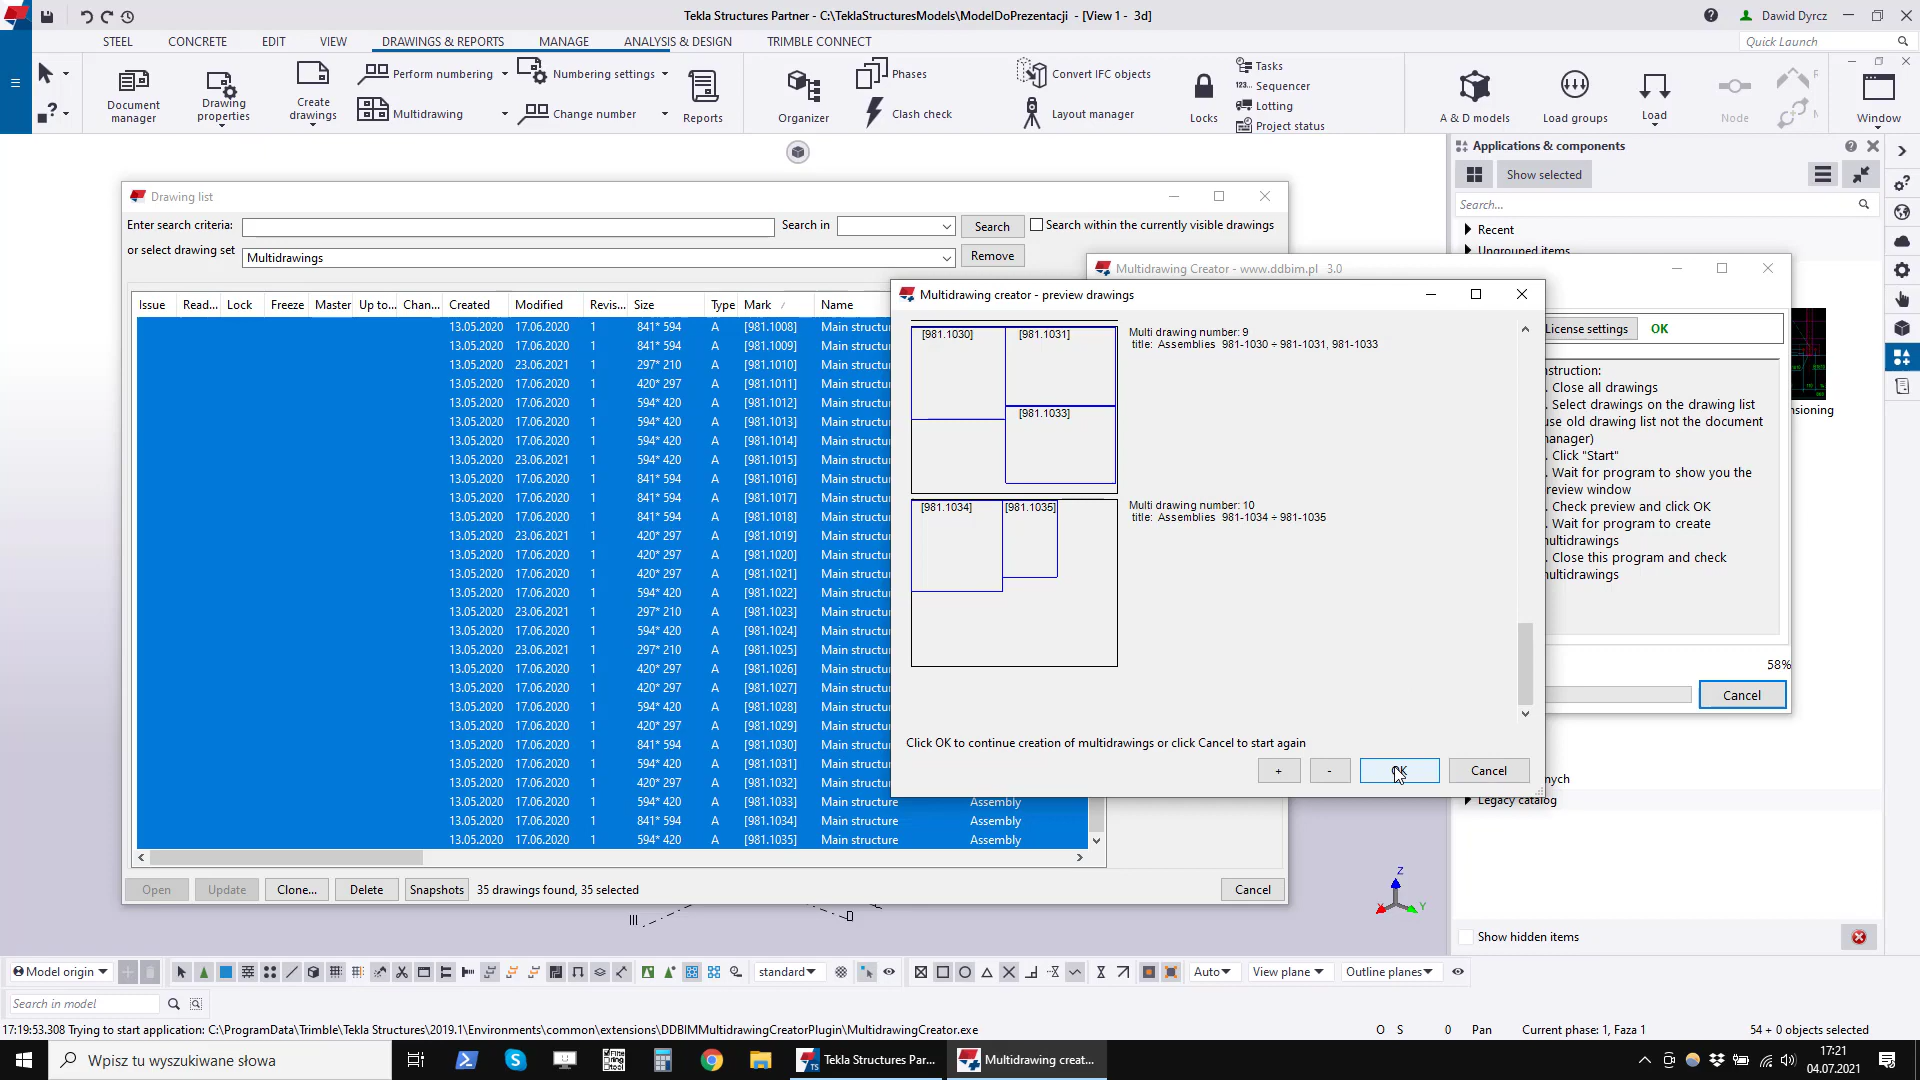 Tekla Structures Partner - C:\TeklaStructuresModels\ModelDoPrezentacji - [View 1 - 3d]
Dawid Dyrcz
STEEL CONCRETE EDIT VIEW DRAWINGS & REPORTS MANAGE ANALYSIS & DESIGN TRIMBLE CONNECT
Quick Launch
Document manager
Drawing properties
Create drawings
Perform numbering
Multidrawing
Numbering settings
Change number
Reports
Organizer
Phases
Clash check
Convert IFC objects
Layout manager
Locks
Tasks
Sequencer
Lotting
Project status
A & D models
Load groups
Load
Node
Window
Applications & components
Show selected
Search...
Recent
Ungrouped items
Drawing list
Enter search criteria:
Search in
Search
Search within the currently visible drawings
or select drawing set
Multidrawings
Remove
Issue Read... Lock Freeze Master Up to... Chan... Created Modified Revis... Size Type Mark Name
13.05.2020 17.06.2020 1 841* 594 A [981.1008] Main structu
13.05.2020 17.06.2020 1 841* 594 A [981.1009] Main structu
13.05.2020 23.06.2021 1 297* 210 A [981.1010] Main structu
13.05.2020 17.06.2020 1 420* 297 A [981.1011] Main structu
13.05.2020 17.06.2020 1 594* 420 A [981.1012] Main structu
13.05.2020 17.06.2020 1 594* 420 A [981.1013] Main structu
13.05.2020 17.06.2020 1 594* 420 A [981.1014] Main structu
13.05.2020 23.06.2021 1 594* 420 A [981.1015] Main structu
13.05.2020 17.06.2020 1 594* 420 A [981.1016] Main structu
13.05.2020 17.06.2020 1 841* 594 A [981.1017] Main structu
13.05.2020 17.06.2020 1 594* 420 A [981.1018] Main structu
13.05.2020 23.06.2021 1 420* 297 A [981.1019] Main structu
13.05.2020 17.06.2020 1 420* 297 A [981.1020] Main structu
13.05.2020 17.06.2020 1 420* 297 A [981.1021] Main structu
13.05.2020 17.06.2020 1 594* 420 A [981.1022] Main structu
13.05.2020 23.06.2021 1 297* 210 A [981.1023] Main structu
13.05.2020 17.06.2020 1 594* 420 A [981.1024] Main structu
13.05.2020 23.06.2021 1 297* 210 A [981.1025] Main structu
13.05.2020 17.06.2020 1 420* 297 A [981.1026] Main structu
13.05.2020 17.06.2020 1 420* 297 A [981.1027] Main structu
13.05.2020 17.06.2020 1 594* 420 A [981.1028] Main structu
13.05.2020 17.06.2020 1 420* 297 A [981.1029] Main structu
13.05.2020 17.06.2020 1 841* 594 A [981.1030] Main structu
13.05.2020 17.06.2020 1 594* 420 A [981.1031] Main structu
13.05.2020 17.06.2020 1 420* 297 A [981.1032] Main structu
13.05.2020 17.06.2020 1 594* 420 A [981.1033] Main structure Assembly
13.05.2020 17.06.2020 1 841* 594 A [981.1034] Main structure Assembly
13.05.2020 17.06.2020 1 594* 420 A [981.1035] Main structure Assembly
Open Update Clone... Delete Snapshots 35 drawings found, 35 selected Cancel
Multidrawing Creator - www.ddbim.pl 3.0
License settings OK
nstruction:
. Close all drawings
. Select drawings on the drawing list
use old drawing list not the document
nanager)
. Click "Start"
. Wait for program to show you the
review window
. Check preview and click OK
. Wait for program to create
nultidrawings
. Close this program and check
nultidrawings
58%
Cancel
nsioning
Multidrawing creator - preview drawings
[981.1030] [981.1031]
[981.1033]
Multi drawing number: 9
title: Assemblies 981-1030 ÷ 981-1031, 981-1033
[981.1034] [981.1035]
Multi drawing number: 10
title: Assemblies 981-1034 ÷ 981-1035
Click OK to continue creation of multidrawings or click Cancel to start again
+ - OK Cancel
nych
Legacy catalog
Z
X Y
III D
Show hidden items
Model origin
standard
Auto View plane Outline planes
Search in model
17:19:53.308 Trying to start application: C:\ProgramData\Trimble\Tekla Structures\2019.1\Environments\common\extensions\DDBIMMultidrawingCreatorPlugin\MultidrawingCreator.exe
O S 0 Pan Current phase: 1, Faza 1 54 + 0 objects selected
Wpisz tu wyszukiwane słowa
Tekla Structures Par...
Multidrawing creat...
17:21
04.07.2021